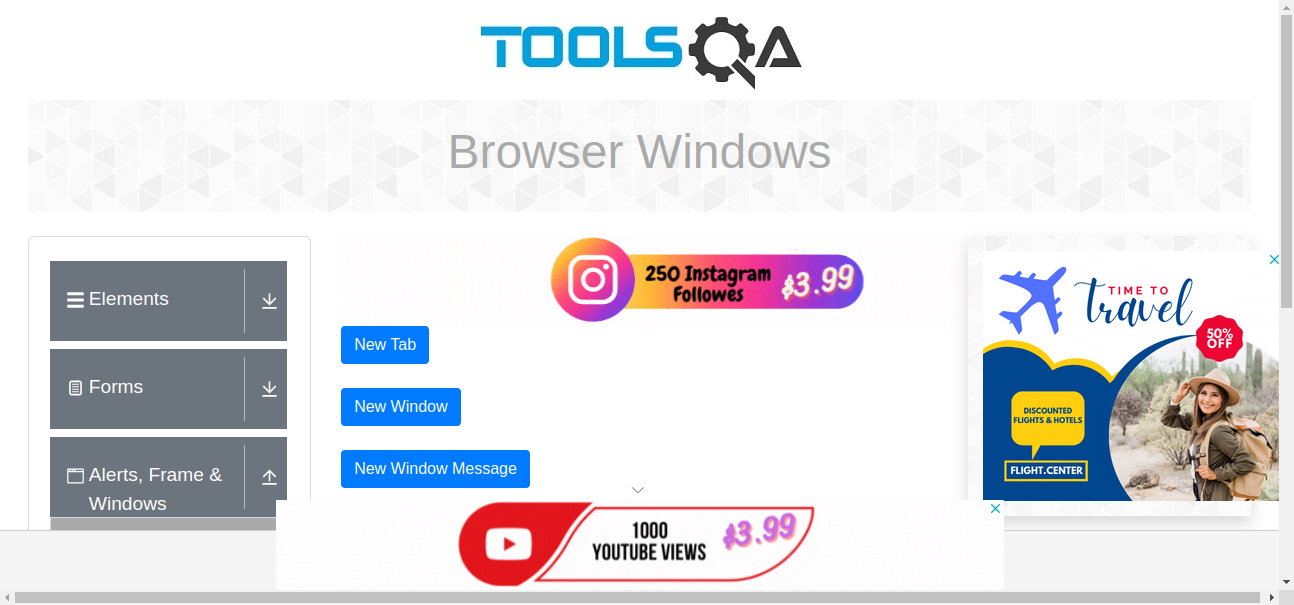 TOOLSQA
Browser Windows
Elements
Forms
Alerts, Frame &
Windows
250 Instagram
Followes
$3.99
New Tab
New Window
New Window Message
TIME TO
travel
50%
OFF
DISCOUNTED
FLIGHTS & HOTELS
FLIGHT.CENTER
1000
YOUTUBE VIEWS
$3.99